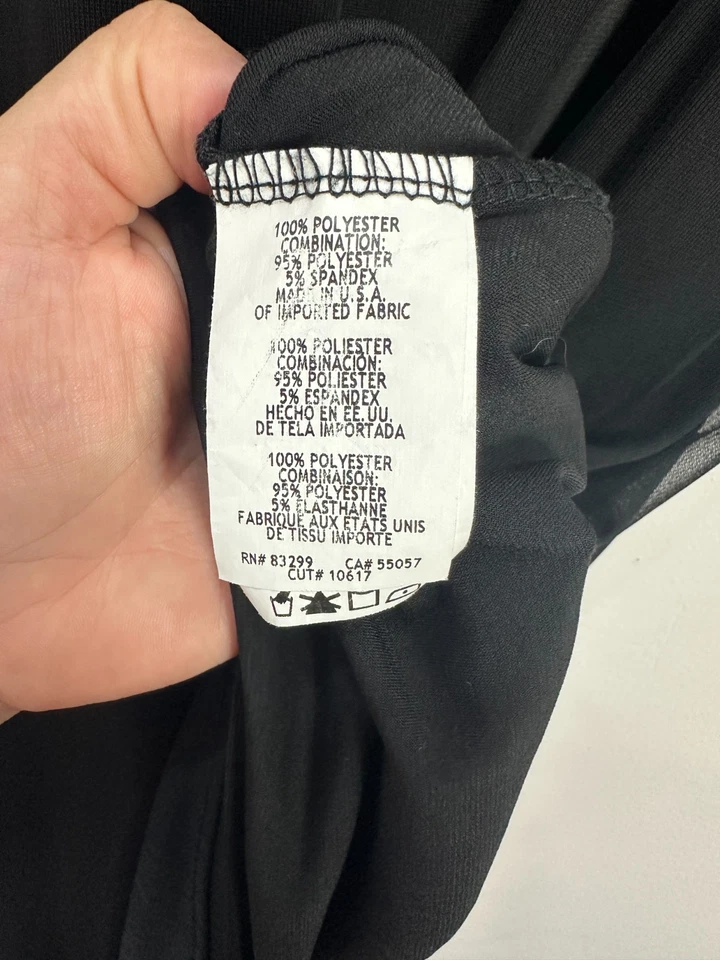 100% POLYESTER
COMBINATION:
95% POLYESTER
5% SPANDEX
MADE IN U.S.A.
OF IMPORTED FABRIC
100% POLIESTER
COMBINACIÓN:
95% POLIESTER
5% ESPANDEX
HECHO EN EE.UU.
DE TELA IMPORTADA
100% POLYESTER
COMBINAISON:
95% POLYESTER
5% ELASTHANNE
FABRIQUE AUX ETATS UNIS
DE TISSU IMPORTE
RN# 83299 CA# 55057
CUT# 10617